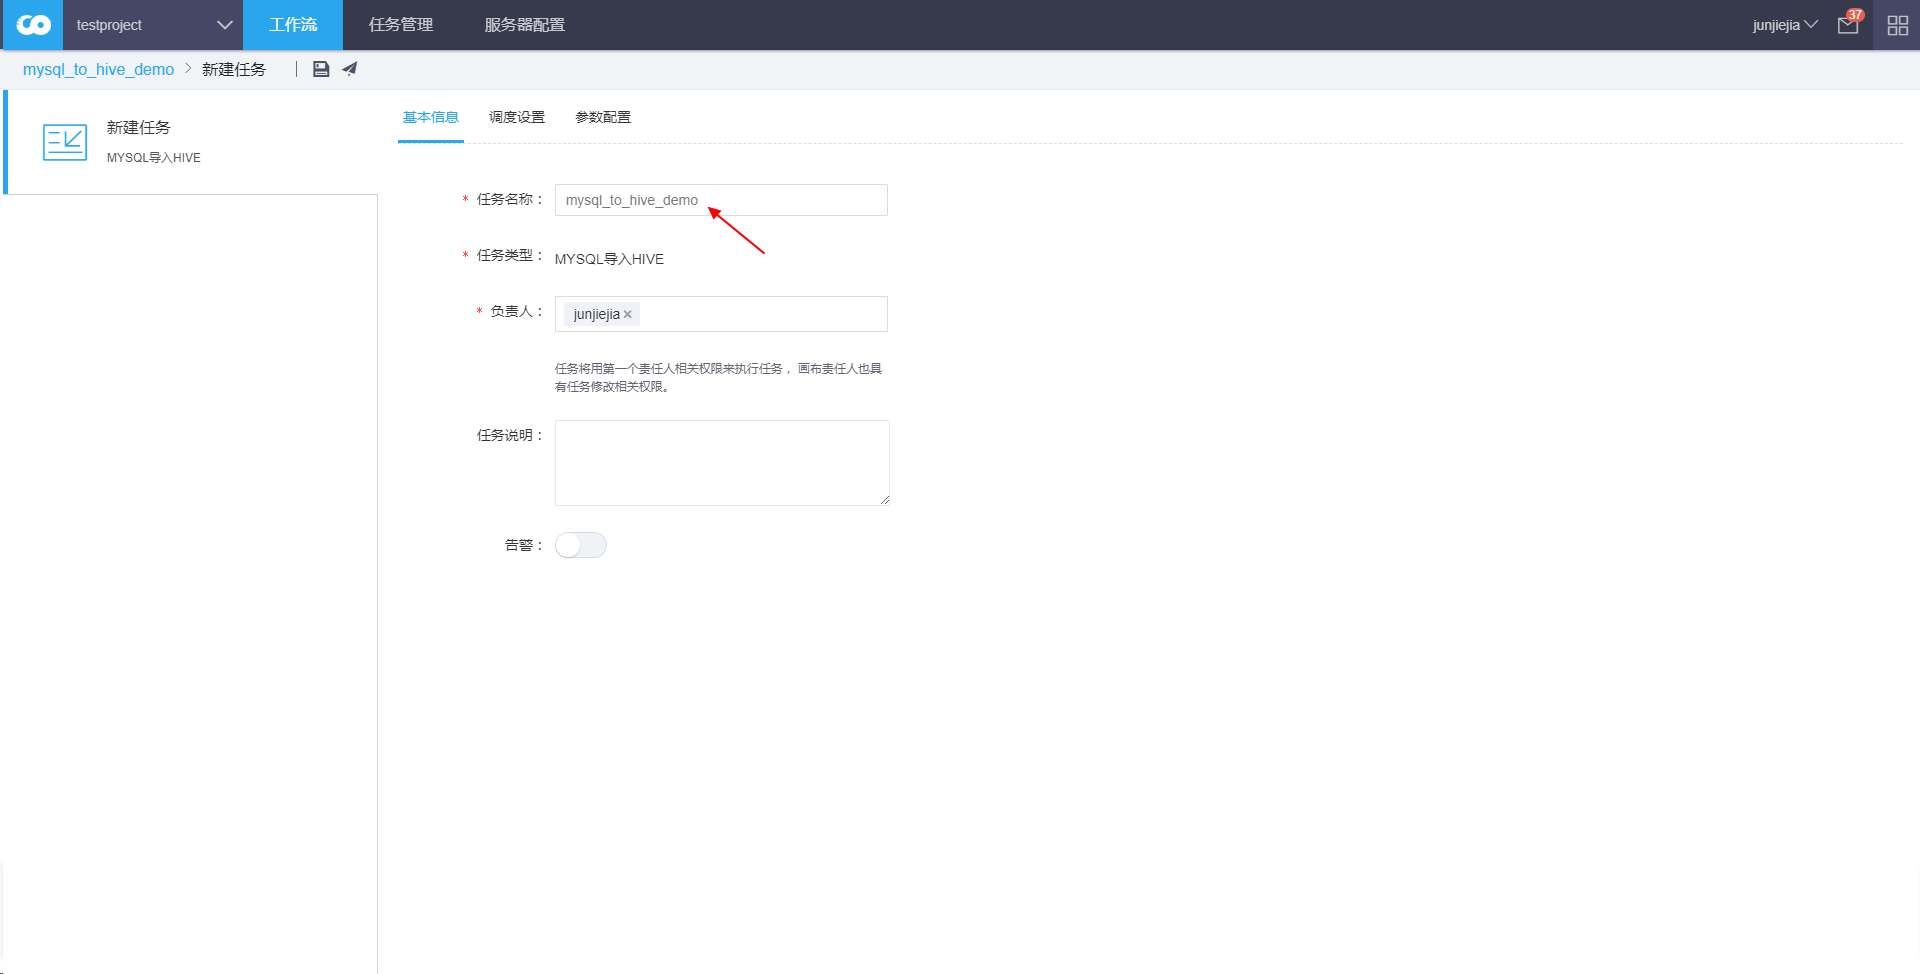 testproject
工作流
任务管理
服务器配置
junjiejia
37
mysql_to_hive_demo > 新建任务
新建任务
MYSQL导入HIVE
基本信息
调度设置
参数配置
* 任务名称：
mysql_to_hive_demo
* 任务类型：
MYSQL导入HIVE
* 负责人：
junjiejia ×
任务将用第一个责任人相关权限来执行任务，画布责任人也具
有任务修改相关权限。
任务说明：
告警：